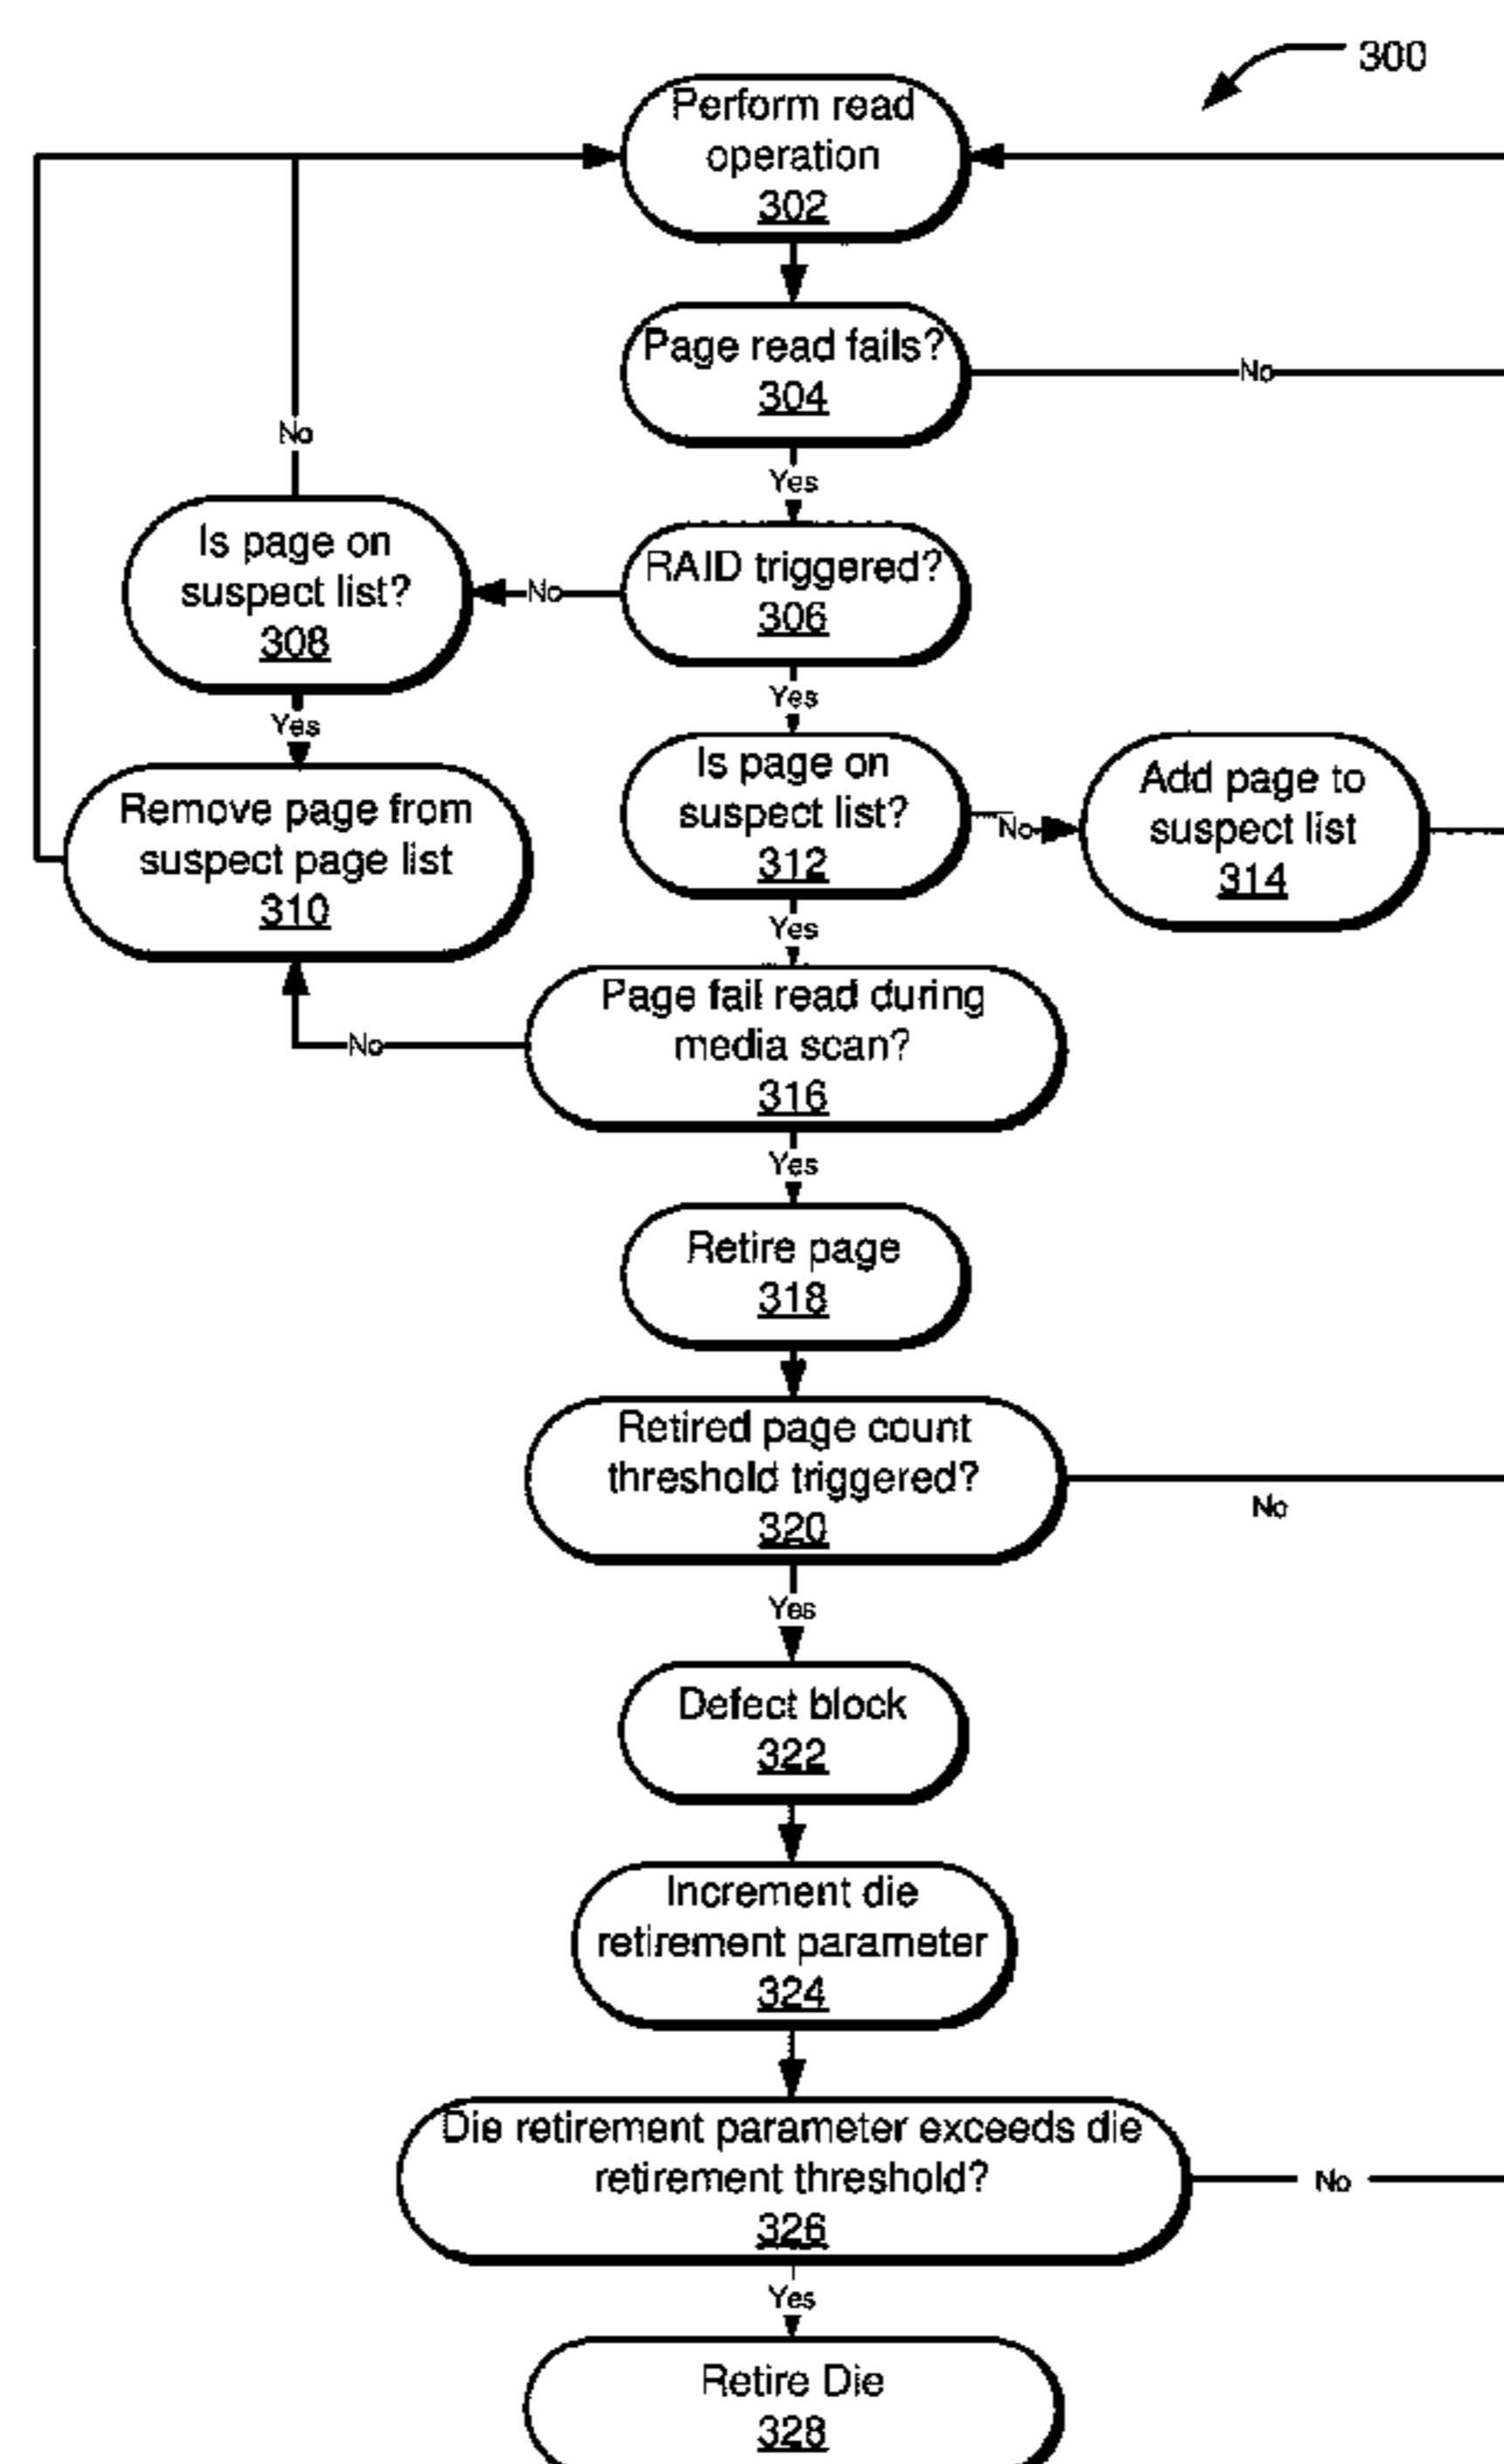 300
Perform read
operation
302
Page read fails?
304
No
Yes
No
Is page on
suspect list?
308
No
RAID triggered?
306
Yes
Yes
Is page on
suspect list?
312
No
Add page to
suspect list
314
Remove page from
suspect page list
310
Yes
Page fail read during
media scan?
316
No
Yes
Retire page
318
Retired page count
threshold triggered?
320
No
Yes
Defect block
322
Increment die
retirement parameter
324
Die retirement parameter exceeds die
retirement threshold?
326
No
Yes
Retire Die
328